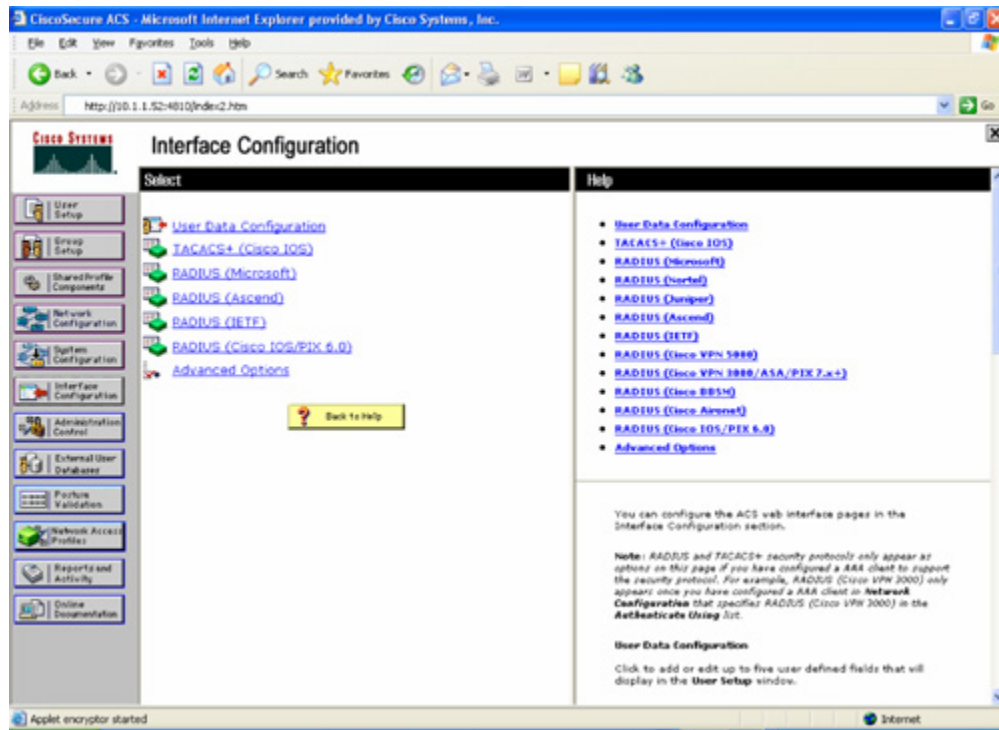 CiscoSecure ACS - Microsoft Internet Explorer provided by Cisco Systems, Inc.
File Edit View Favorites Tools Help
Back Search Favorites
Address http://10.1.1.52:4810/index2.htm Go
CISCO SYSTEMS
Interface Configuration
Select
User Setup
Group Setup
Shared Profile Components
Network Configuration
System Configuration
Interface Configuration
Administration Control
External User Databases
Posture Validation
Network Access Profiles
Reports and Activity
Online Documentation
User Data Configuration
TACACS+ (Cisco IOS)
RADIUS (Microsoft)
RADIUS (Ascend)
RADIUS (IETF)
RADIUS (Cisco IOS/PIX 6.0)
Advanced Options
Back to Help
Help
User Data Configuration
TACACS+ (Cisco IOS)
RADIUS (Microsoft)
RADIUS (Nortel)
RADIUS (Juniper)
RADIUS (Ascend)
RADIUS (IETF)
RADIUS (Cisco VPN 5000)
RADIUS (Cisco VPN 3000/ASA/PIX 7.x+)
RADIUS (Cisco BBSM)
RADIUS (Cisco Aironet)
RADIUS (Cisco IOS/PIX 6.0)
Advanced Options
You can configure the ACS web interface pages in the
Interface Configuration section.
Note: RADIUS and TACACS+ security protocols only appear as
options on this page if you have configured a AAA client to support
the security protocol. For example, RADIUS (Cisco VPN 3000) only
appears once you have configured a AAA client in Network
Configuration that specifies RADIUS (Cisco VPN 3000) in the
Authenticate Using list.
User Data Configuration
Click to add or edit up to five user defined fields that will
display in the User Setup window.
Applet encryptor started
Internet